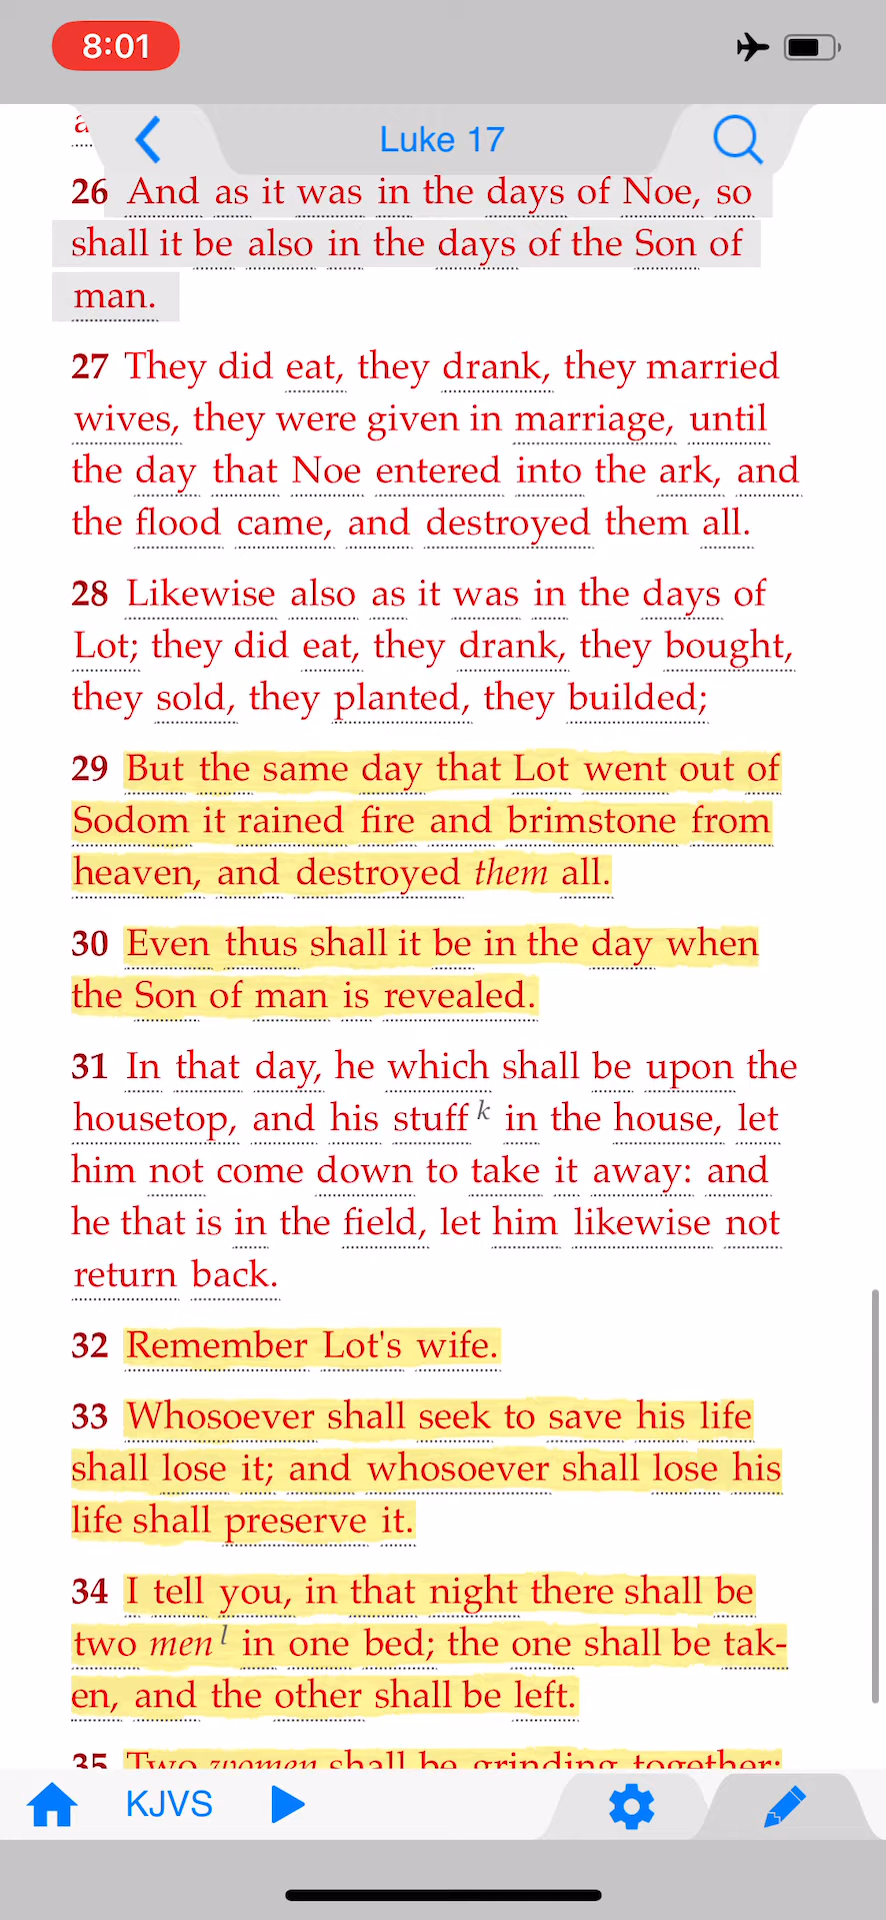 8:01
Luke 17
26 And as it was in the days of Noe, so
shall it be also in the days of the Son of
man.
27 They did eat, they drank, they married
wives, they were given in marriage, until
the day that Noe entered into the ark, and
the flood came, and destroyed them all.
28 Likewise also as it was in the days of
Lot; they did eat, they drank, they bought,
they sold, they planted, they builded;
29 But the same day that Lot went out of
Sodom it rained fire and brimstone from
heaven, and destroyed them all.
30 Even thus shall it be in the day when
the Son of man is revealed.
31 In that day, he which shall be upon the
housetop, and his stuff k in the house, let
him not come down to take it away: and
he that is in the field, let him likewise not
return back.
32 Remember Lot's wife.
33 Whosoever shall seek to save his life
shall lose it; and whosoever shall lose his
life shall preserve it.
34 I tell you, in that night there shall be
two men l in one bed; the one shall be tak-
en, and the other shall be left.
35 Two women shall be grinding together;
KJVS